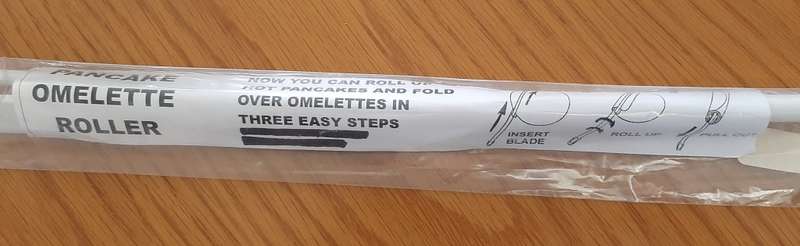 PANCAKE
OMELETTE
ROLLER
NOW YOU CAN ROLL UP
HOT PANCAKES AND FOLD
OVER OMELETTES IN
THREE EASY STEPS
INSERT
BLADE
ROLL UP
PULL OUT